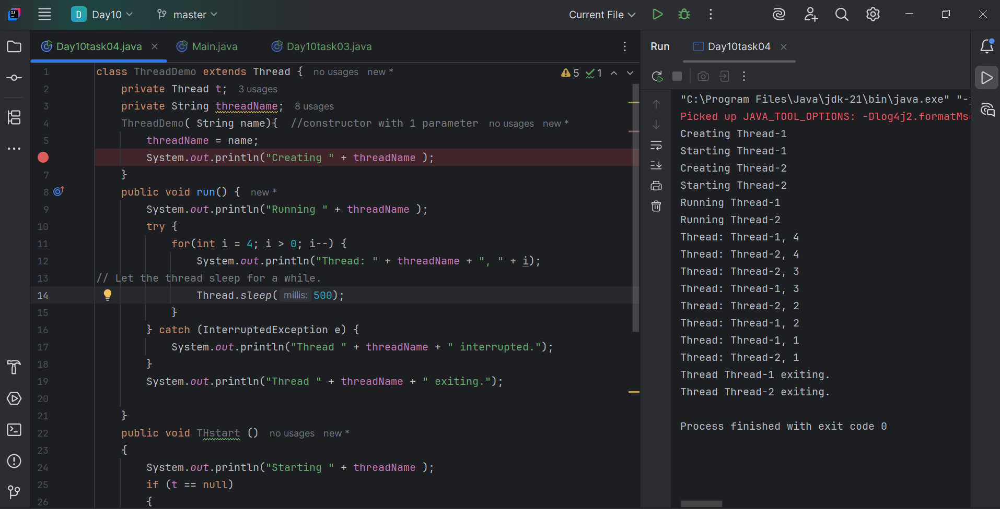 D Day10 master Current File
Day10task04.java Main.java Day10task03.java
1 class ThreadDemo extends Thread { no usages new *
5 1
2 private Thread t; 3 usages
3 private String threadName; 8 usages
4 ThreadDemo( String name){ //constructor with 1 parameter no usages new *
5 threadName = name;
System.out.println("Creating " + threadName );
7 }
8 public void run() { new *
9 System.out.println("Running " + threadName );
10 try {
11 for(int i = 4; i > 0; i--) {
12 System.out.println("Thread: " + threadName + ", " + i);
13 // Let the thread sleep for a while.
14 Thread.sleep( millis: 500);
15 }
16 } catch (InterruptedException e) {
17 System.out.println("Thread " + threadName + " interrupted.");
18 }
19 System.out.println("Thread " + threadName + " exiting.");
20
21 }
22 public void THstart () no usages new *
23 {
24 System.out.println("Starting " + threadName );
25 if (t == null)
26 {
Run Day10task04
"C:\Program Files\Java\jdk-21\bin\java.exe" "-
Picked up JAVA_TOOL_OPTIONS: -Dlog4j2.formatMs
Creating Thread-1
Starting Thread-1
Creating Thread-2
Starting Thread-2
Running Thread-1
Running Thread-2
Thread: Thread-1, 4
Thread: Thread-2, 4
Thread: Thread-2, 3
Thread: Thread-1, 3
Thread: Thread-2, 2
Thread: Thread-1, 2
Thread: Thread-1, 1
Thread: Thread-2, 1
Thread Thread-1 exiting.
Thread Thread-2 exiting.
Process finished with exit code 0